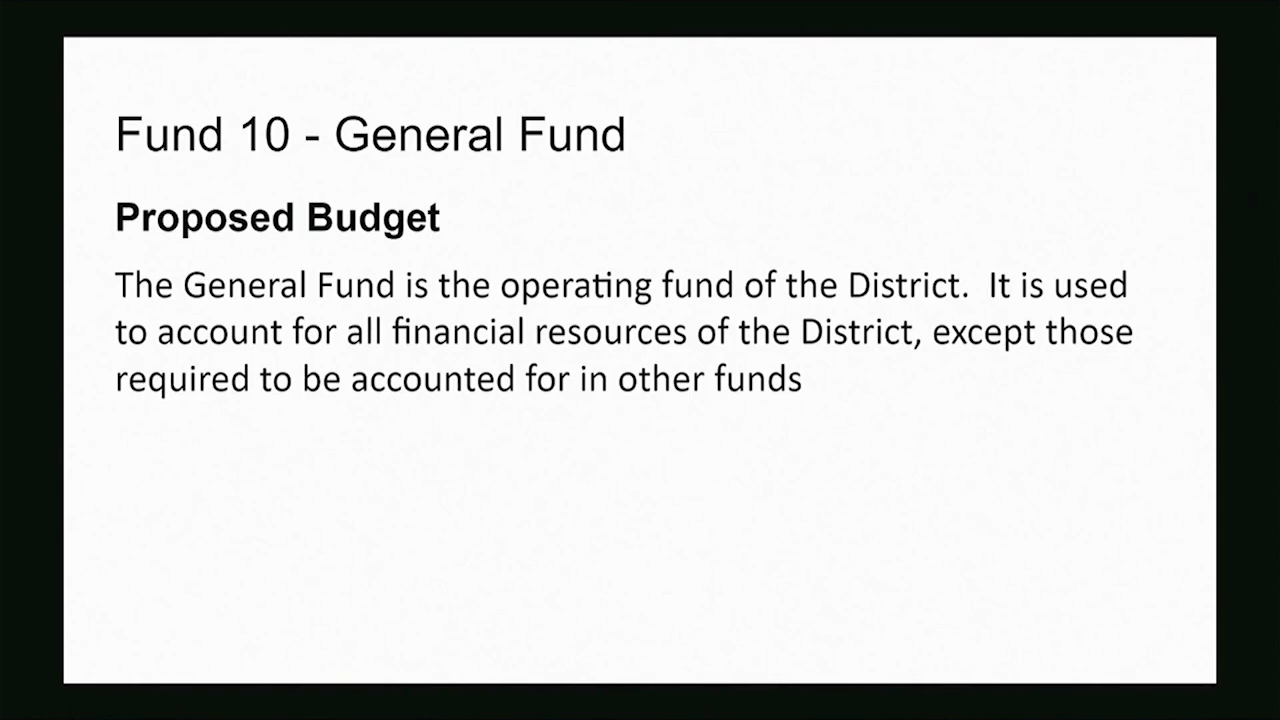 Fund 10 - General Fund
Proposed Budget
The General Fund is the operating fund of the District.  It is used
to account for all financial resources of the District, except those
required to be accounted for in other funds